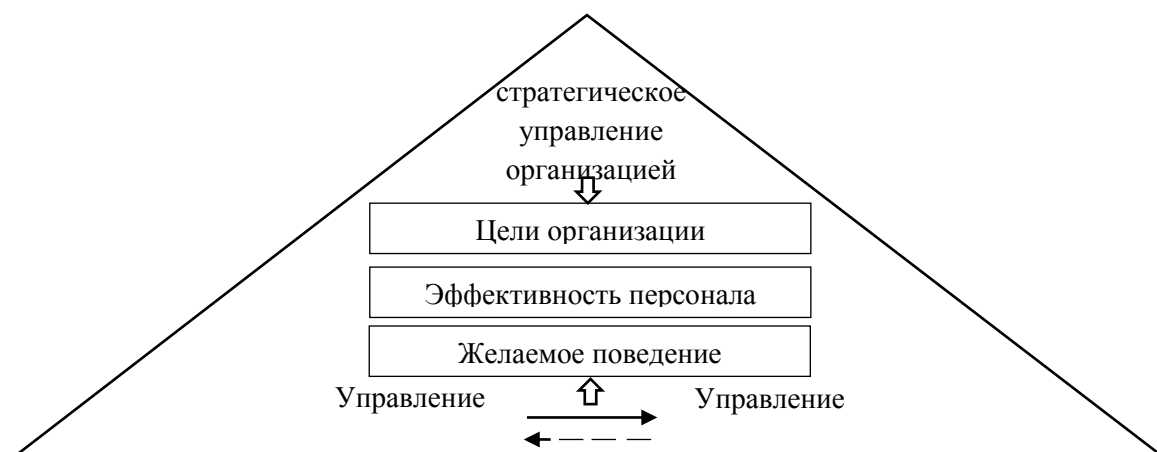 стратегическое
управление
организацией
Цели организации
Эффективность персонала
Желаемое поведение
Управление
Управление